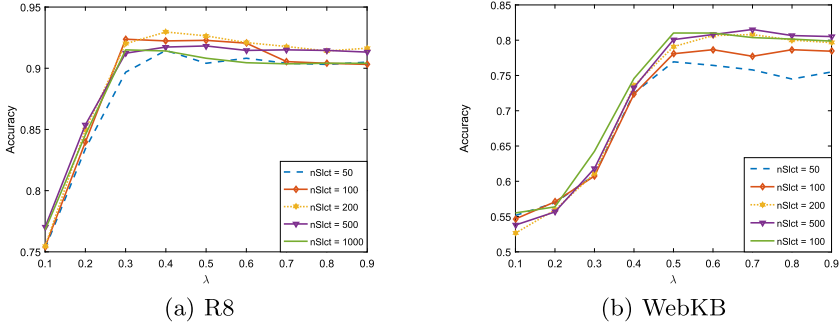 0.95
0.9
0.85
0.8
0.75
Accuracy
0.1 0.2 0.3 0.4 0.5 0.6 0.7 0.8 0.9
λ
nSlct = 50
nSlct = 100
nSlct = 200
nSlct = 500
nSlct = 1000
(a) R8
0.85
0.8
0.75
0.7
0.65
0.6
0.55
0.5
Accuracy
0.1 0.2 0.3 0.4 0.5 0.6 0.7 0.8 0.9
λ
nSlct = 50
nSlct = 100
nSlct = 200
nSlct = 500
nSlct = 100
(b) WebKB